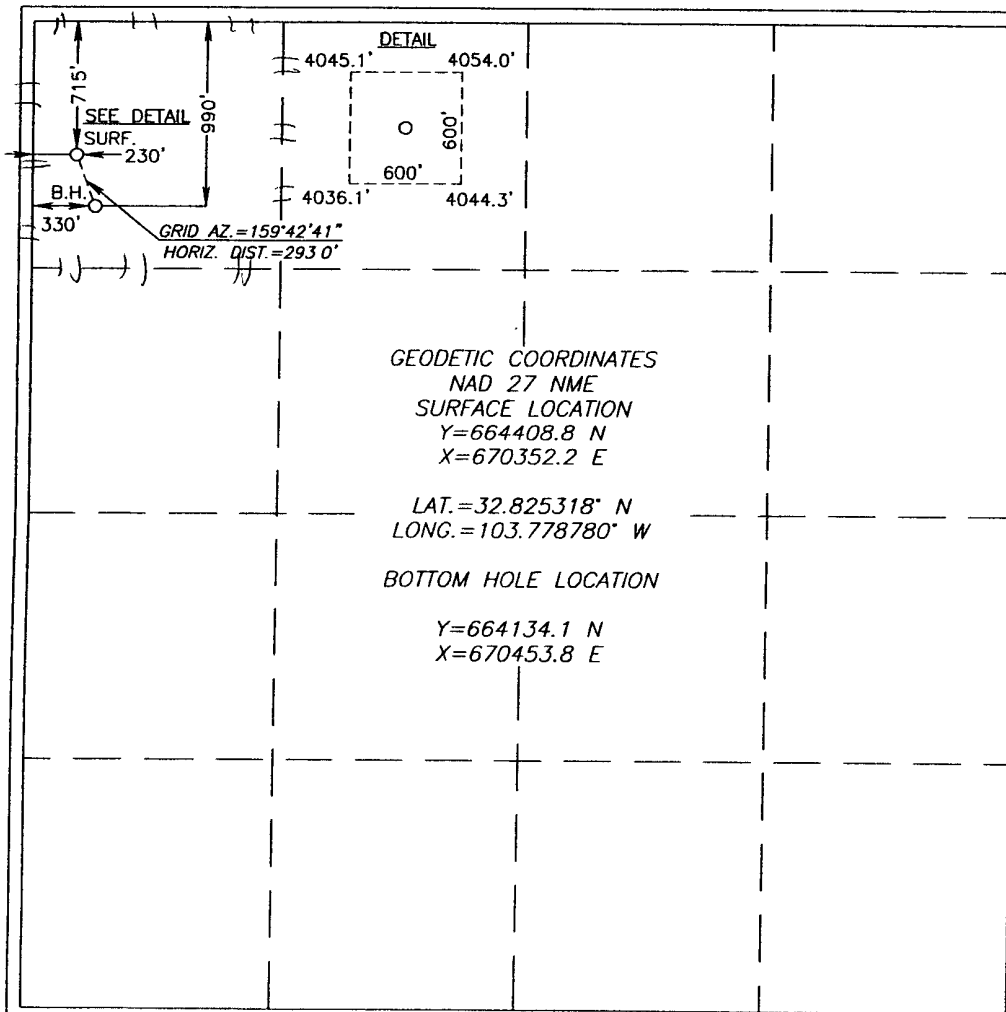 DETAIL
4045.1' 4054.0'
715'
990'
SEE DETAIL
SURF.
230'
600'
600'
B.H.
4036.1' 4044.3'
330'
GRID AZ.=159°42'41"
HORIZ. DIST.=293.0'
GEODETIC COORDINATES
NAD 27 NME
SURFACE LOCATION
Y=664408.8 N
X=670352.2 E
LAT.=32.825318° N
LONG.=103.778780° W
BOTTOM HOLE LOCATION
Y=664134.1 N
X=670453.8 E